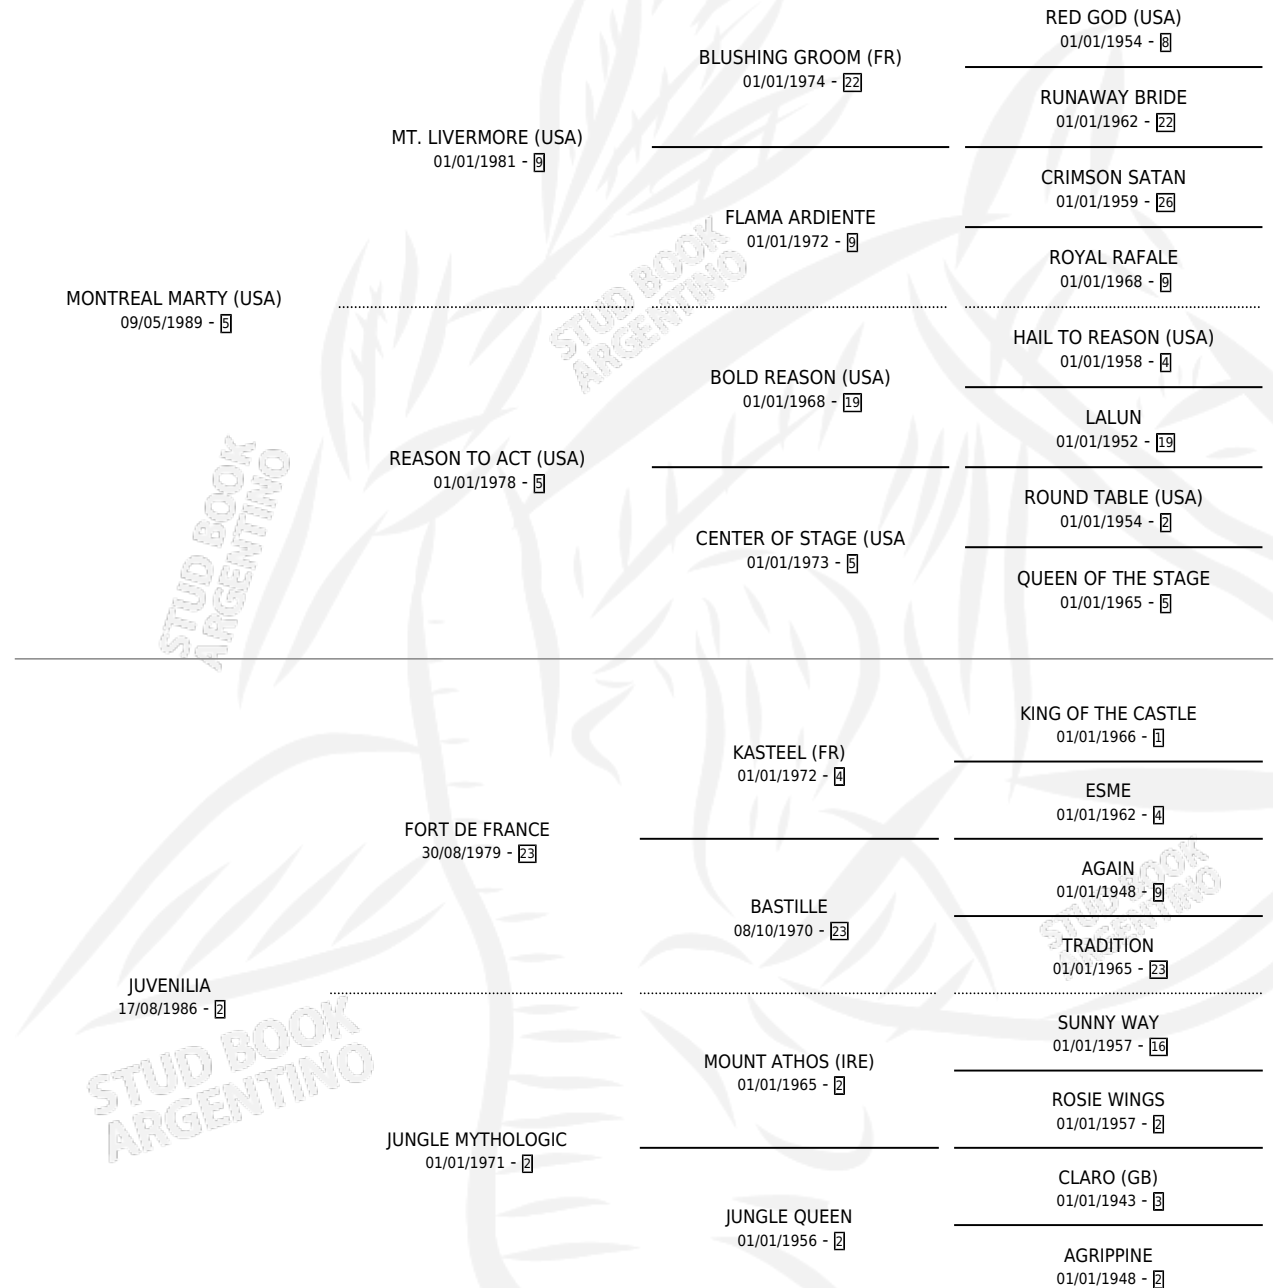 RED GOD (USA)
01/01/1954 - 8
BLUSHING GROOM (FR)
01/01/1974 - 22
RUNAWAY BRIDE
01/01/1962 - 22
MT. LIVERMORE (USA)
01/01/1981 - 9
CRIMSON SATAN
01/01/1959 - 26
FLAMA ARDIENTE
01/01/1972 - 9
ROYAL RAFALE
01/01/1968 - 9
MONTREAL MARTY (USA)
09/05/1989 - 5
STUD BOOK
ARGENTINO
HAIL TO REASON (USA)
01/01/1958 - 4
BOLD REASON (USA)
01/01/1968 - 19
LALUN
01/01/1952 - 19
REASON TO ACT (USA)
01/01/1978 - 5
ROUND TABLE (USA)
01/01/1954 - 2
CENTER OF STAGE (USA
01/01/1973 - 5
QUEEN OF THE STAGE
01/01/1965 - 5
STUD BOOK
ARGENTINO
KING OF THE CASTLE
01/01/1966 - 1
KASTEEL (FR)
01/01/1972 - 4
ESME
01/01/1962 - 4
FORT DE FRANCE
30/08/1979 - 23
AGAIN
01/01/1948 - 9
BASTILLE
08/10/1970 - 23
TRADITION
01/01/1965 - 23
STUD BOOK
ARGENTINO
JUVENILIA
17/08/1986 - 2
SUNNY WAY
01/01/1957 - 16
MOUNT ATHOS (IRE)
01/01/1965 - 2
ROSIE WINGS
01/01/1957 - 2
STUD BOOK
ARGENTINO
JUNGLE MYTHOLOGIC
01/01/1971 - 2
CLARO (GB)
01/01/1943 - 3
JUNGLE QUEEN
01/01/1956 - 2
AGRIPPINE
01/01/1948 - 2